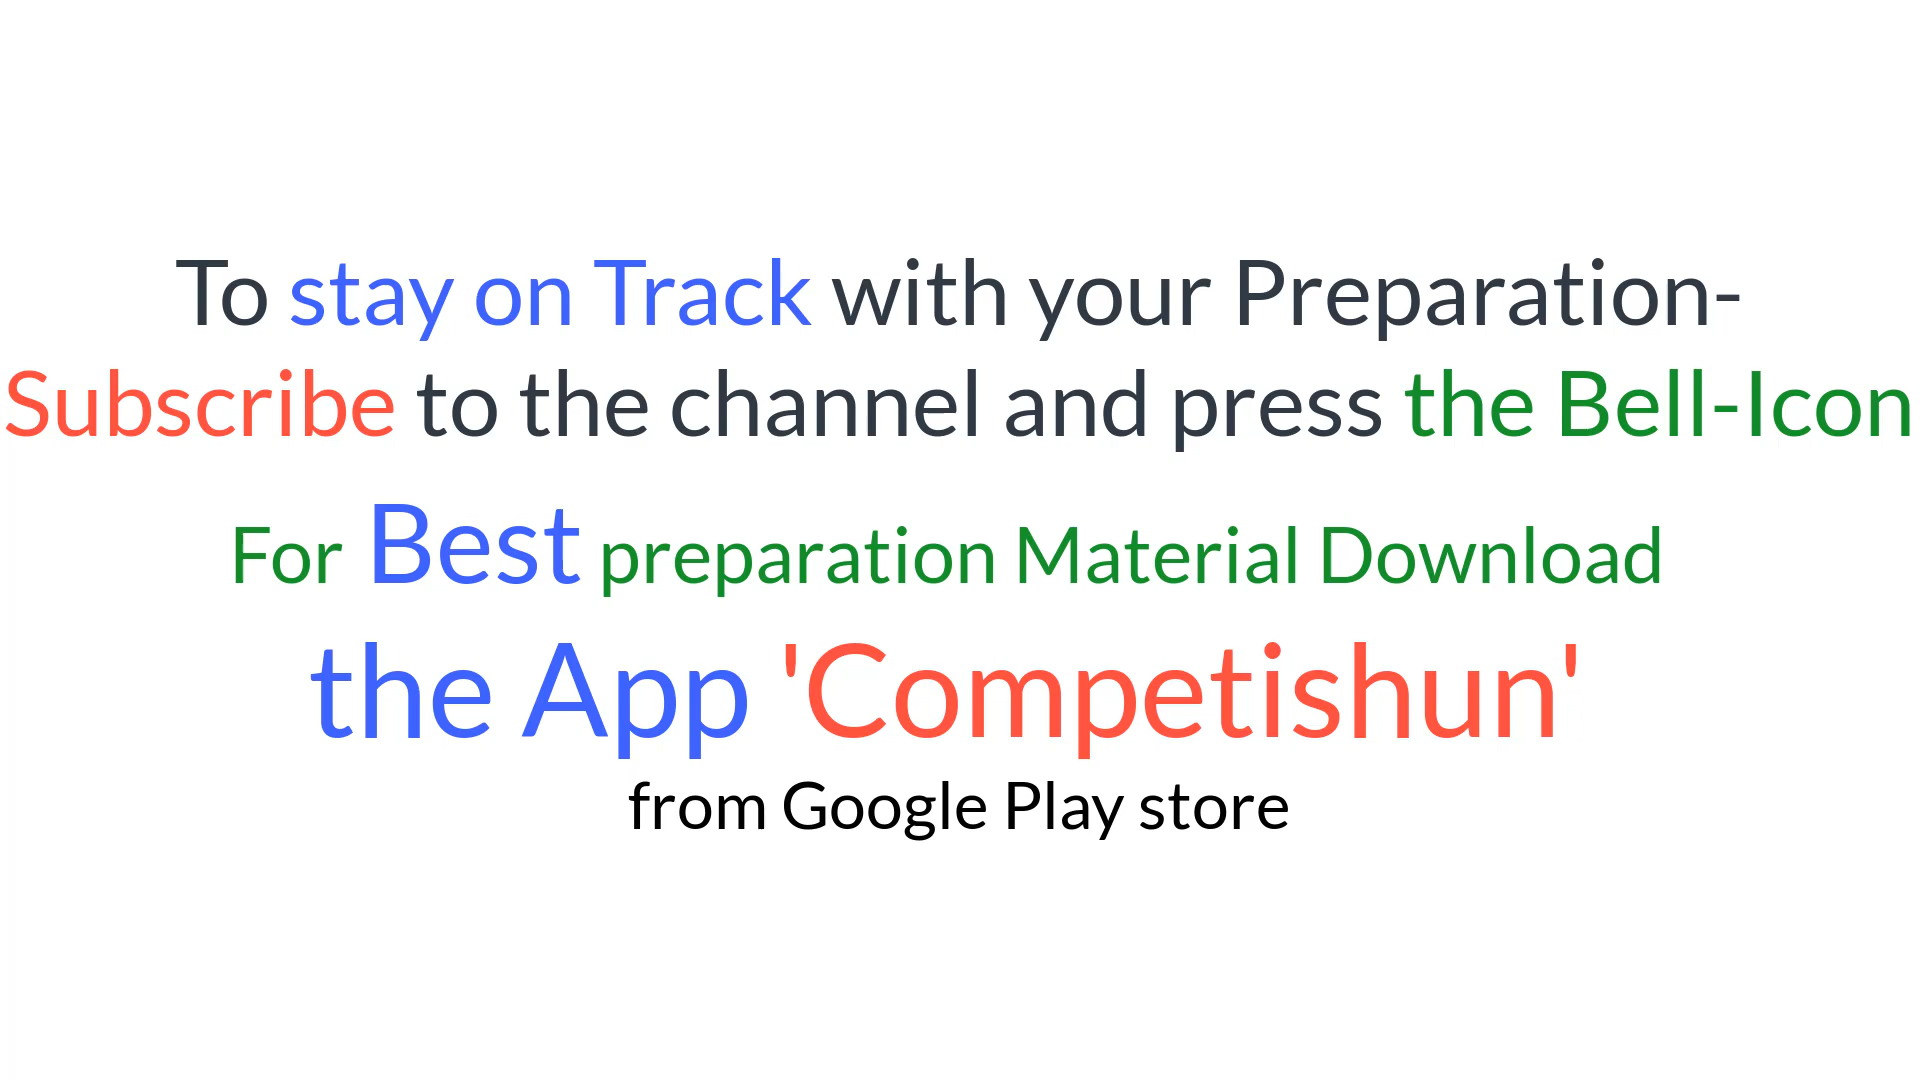 To stay on Track with your Preparation-
Subscribe to the channel and press the Bell-Icon
For Best preparation Material Download
the App 'Competishun'
from Google Play store